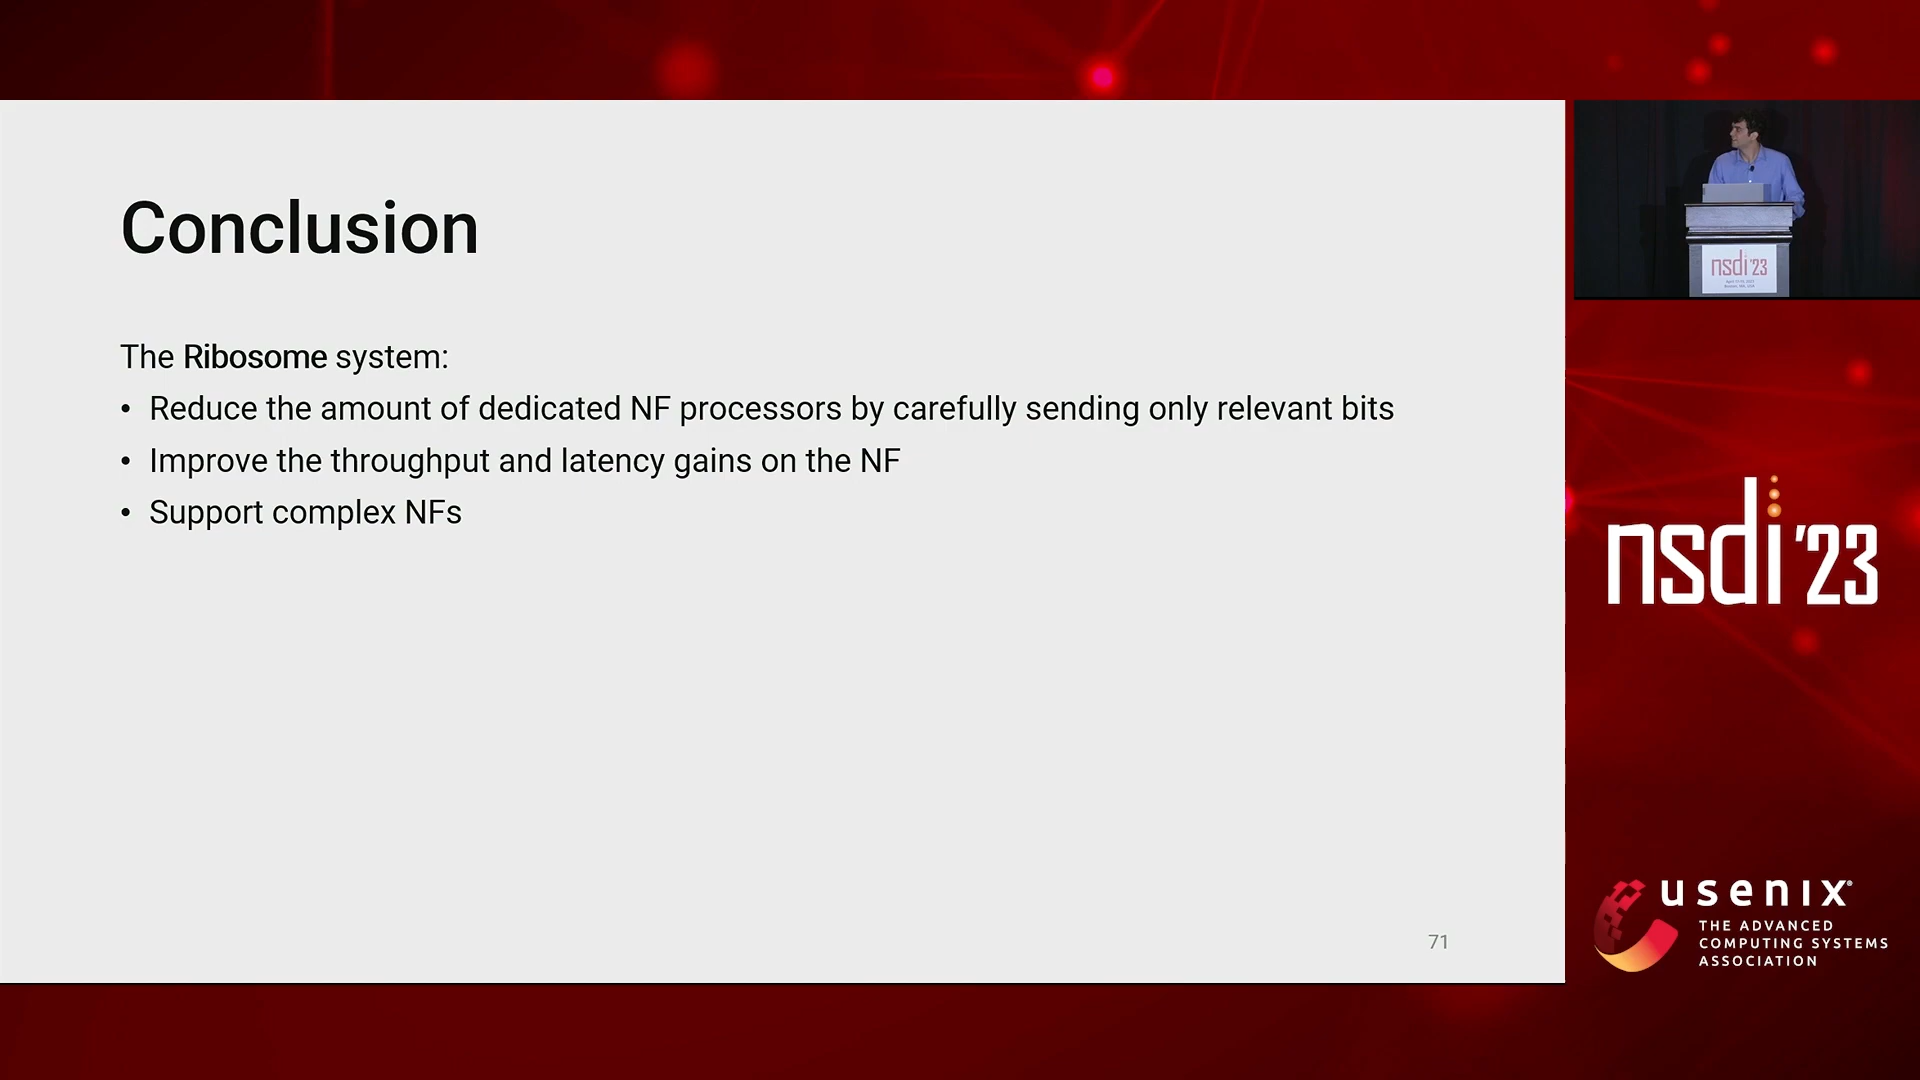 Conclusion
The Ribosome system:
• Reduce the amount of dedicated NF processors by carefully sending only relevant bits
• Improve the throughput and latency gains on the NF
• Support complex NFs
71
nsdi'23
nsdi'23
usenix®
THE ADVANCED
COMPUTING SYSTEMS
ASSOCIATION